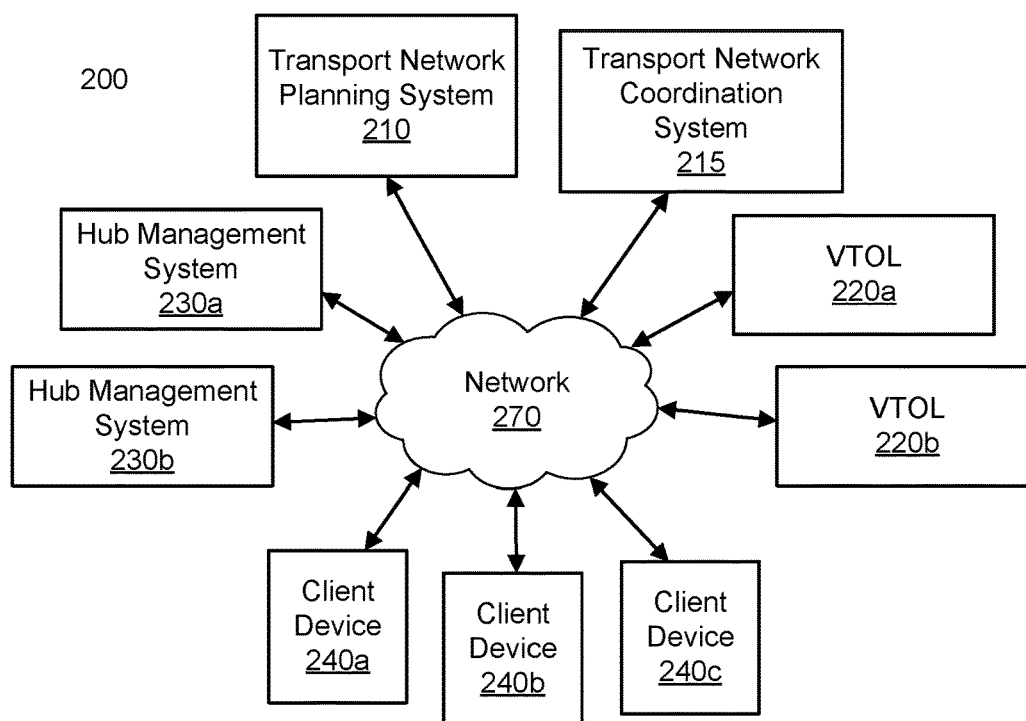 200
Transport Network
Planning System
210
Transport Network
Coordination
System
215
Hub Management
System
230a
VTOL
220a
Hub Management
System
230b
Network
270
VTOL
220b
Client
Device
240a
Client
Device
240b
Client
Device
240c